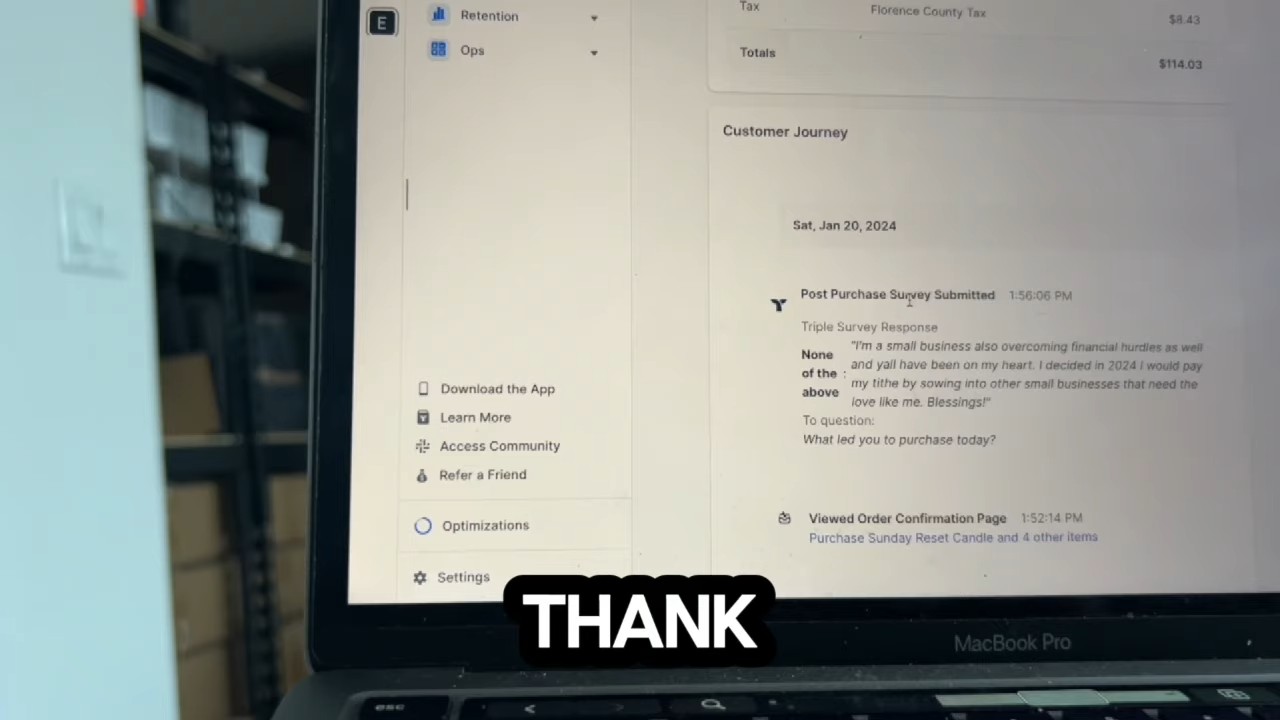 E
Retention
Ops
Tax Florence County Tax $8.43
Totals $114.03
Customer Journey
Sat, Jan 20, 2024
Post Purchase Survey Submitted 1:56:06 PM
Triple Survey Response
None of the above :
"I'm a small business also overcoming financial hurdles as well
and yall have been on my heart. I decided in 2024 I would pay
my tithe by sowing into other small businesses that need the
love like me. Blessings!"
To question:
What led you to purchase today?
Viewed Order Confirmation Page 1:52:14 PM
Purchase Sunday Reset Candle and 4 other items
Download the App
Learn More
Access Community
Refer a Friend
Optimizations
Settings
THANK
MacBook Pro
esc